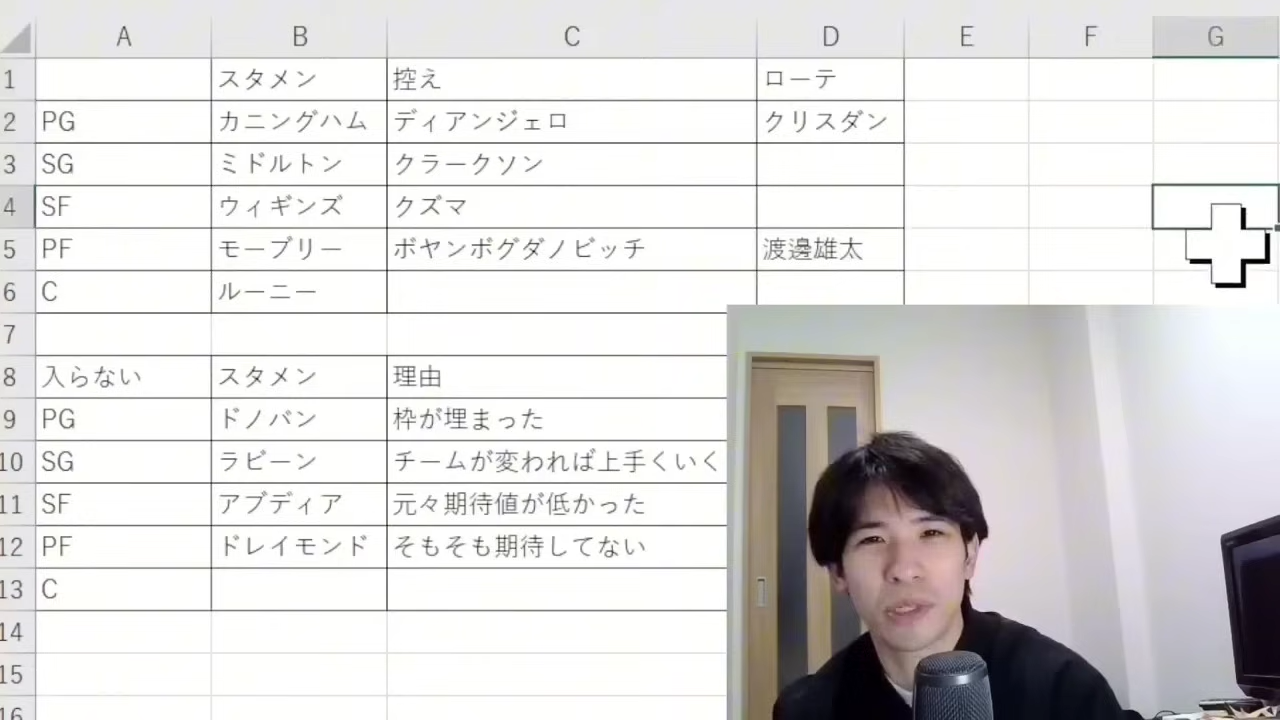 A B C D E F G
1 スタメン 控え ローテ
2 PG カニングハム ディアンジェロ クリスダン
3 SG ミドルトン クラークソン
4 SF ウィギンズ クズマ
5 PF モーブリー ボヤンボグダノビッチ 渡邊雄太
6 C ルーニー
7
8 入らない スタメン 理由
9 PG ドノバン 枠が埋まった
10 SG ラビーン チームが変われば上手くいく
11 SF アブディア 元々期待値が低かった
12 PF ドレイモンド そもそも期待してない
13 C
14
15
16